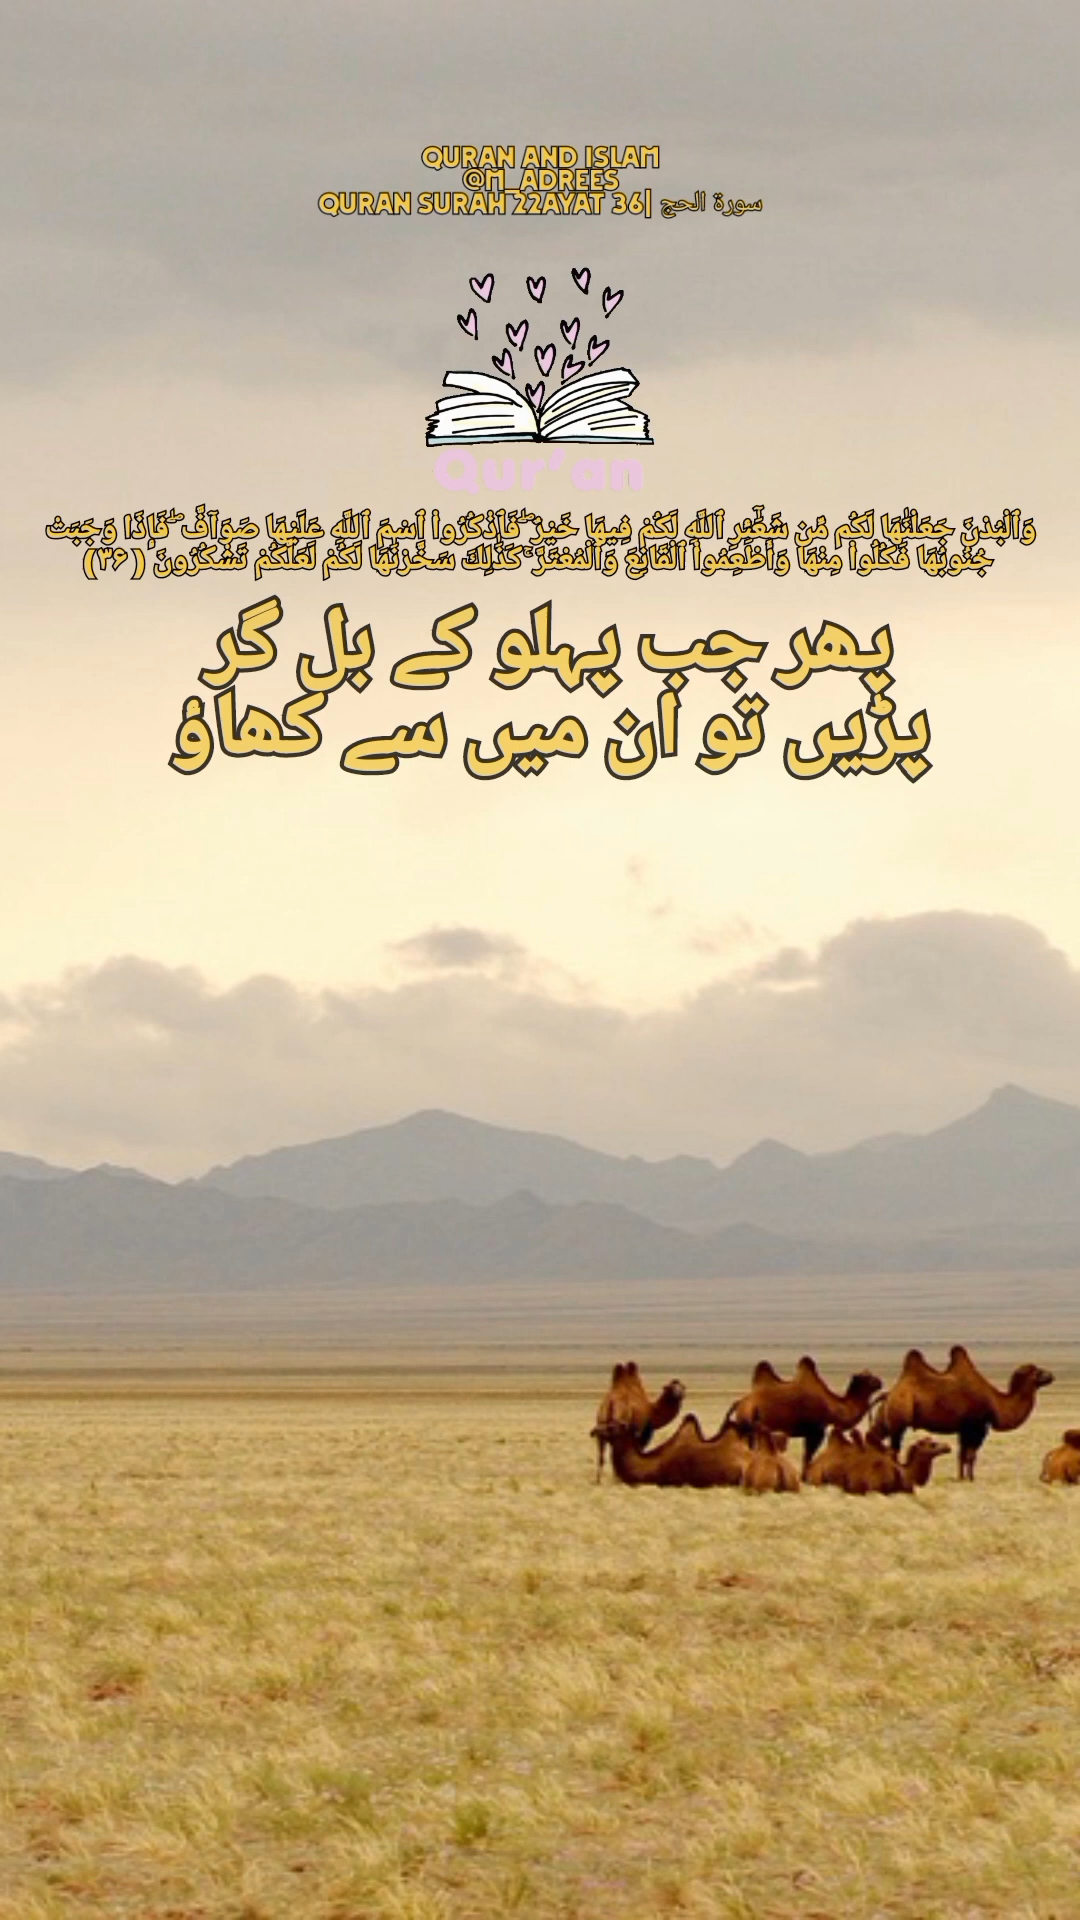 QURAN AND ISLAM
@M_ADREES
QURAN SURAH 22AYAT 36| سورة الحج
Qur'an
وَٱلْبُدْنَ جَعَلْنَٰهَا لَكُم مِّن شَعَٰٓئِرِ ٱللَّهِ لَكُمْ فِيهَا خَيْرٌ ۖ فَٱذْكُرُوا۟ ٱسْمَ ٱللَّهِ عَلَيْهَا صَوَآفَّ ۖ فَإِذَا وَجَبَتْ
جُنُوبُهَا فَكُلُوا۟ مِنْهَا وَأَطْعِمُوا۟ ٱلْقَانِعَ وَٱلْمُعْتَرَّ ۚ كَذَٰلِكَ سَخَّرْنَٰهَا لَكُمْ لَعَلَّكُمْ تَشْكُرُونَ (۳۶)
پھر جب پہلو کے بل گر
پڑیں تو ان میں سے کھاؤ